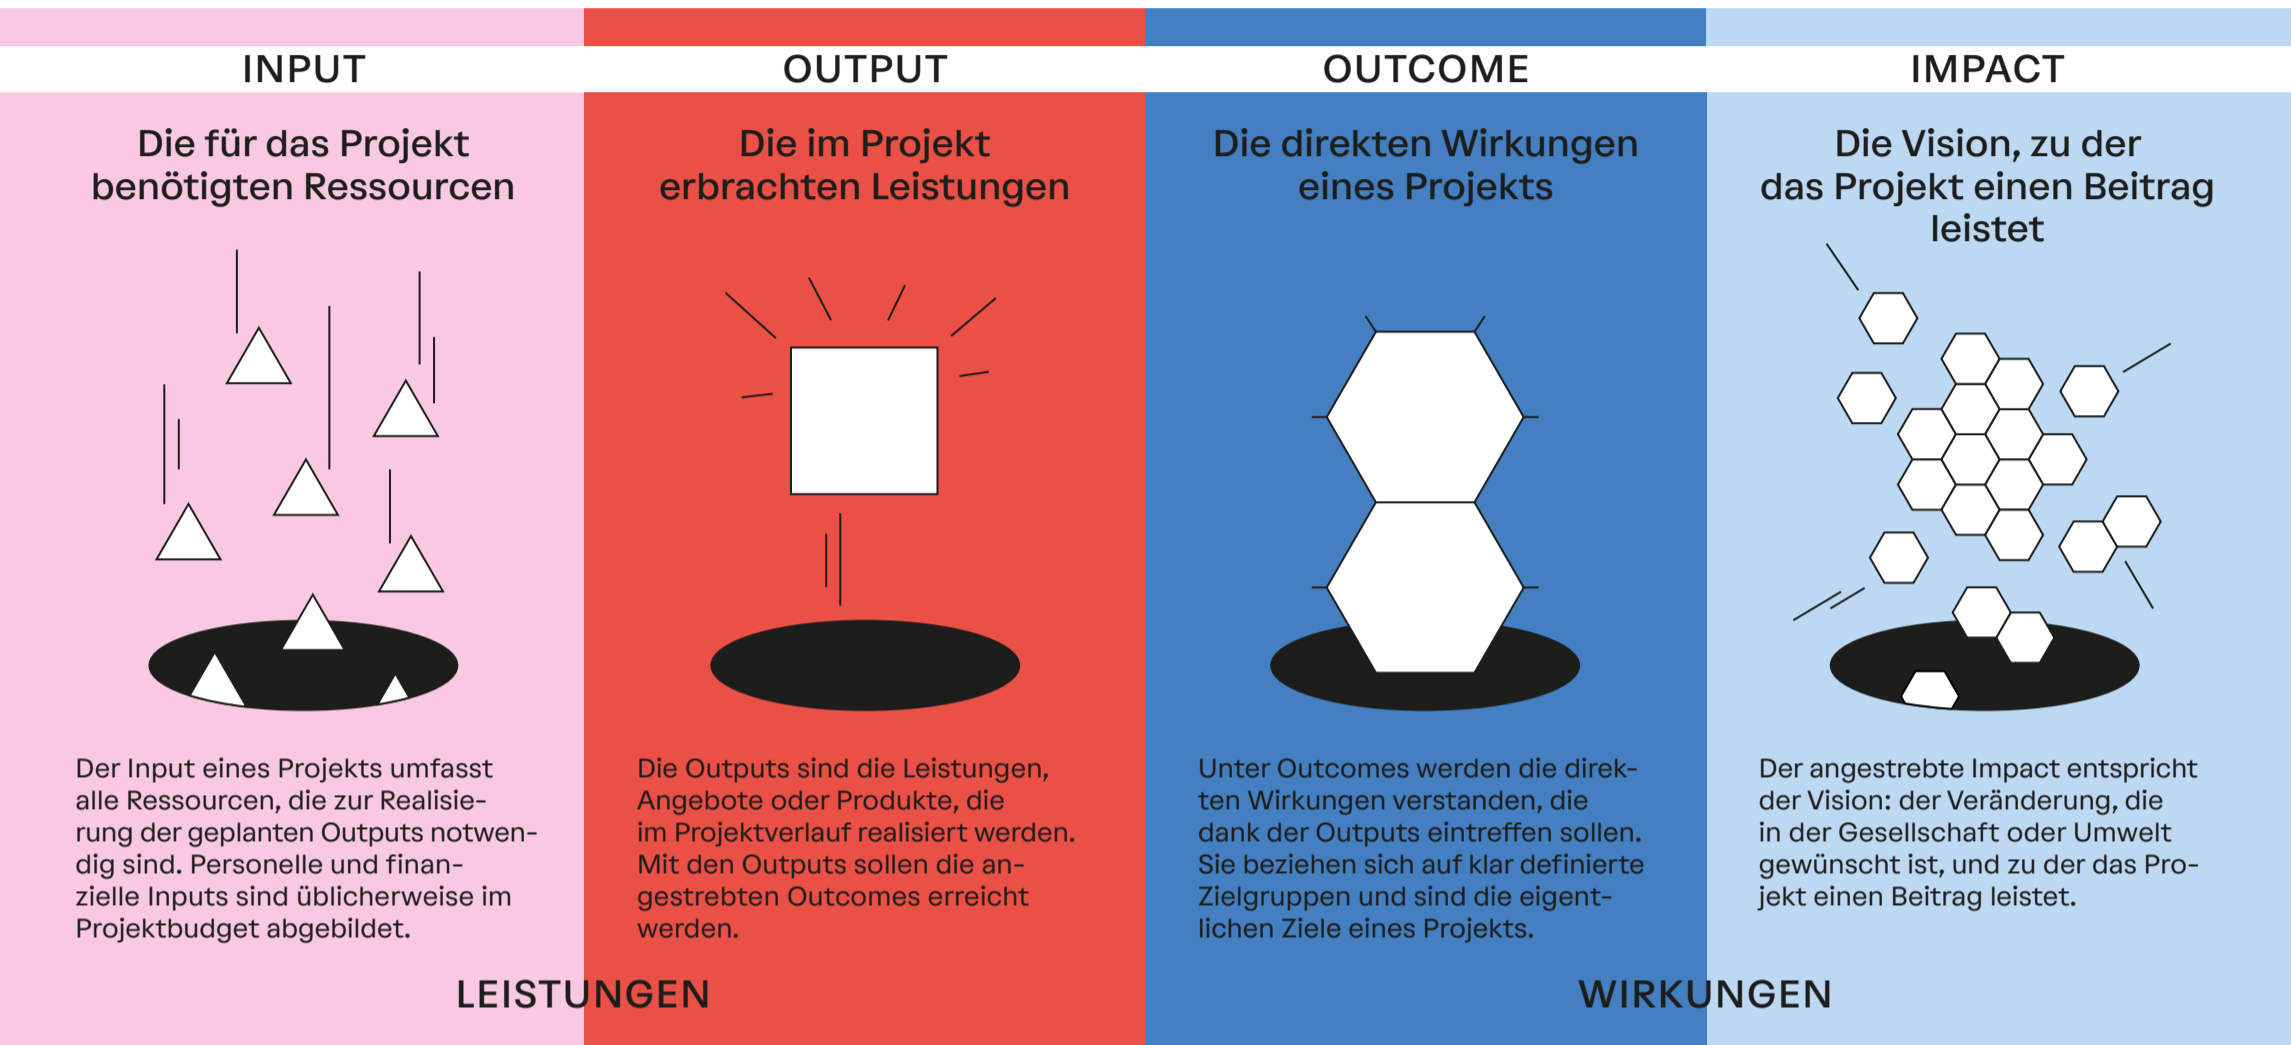 INPUT
Die für das Projekt
benötigten Ressourcen
Der Input eines Projekts umfasst
alle Ressourcen, die zur Realisie-
rung der geplanten Outputs notwen-
dig sind. Personelle und finan-
zielle Inputs sind üblicherweise im
Projektbudget abgebildet.
OUTPUT
Die im Projekt
erbrachten Leistungen
Die Outputs sind die Leistungen,
Angebote oder Produkte, die
im Projektverlauf realisiert werden.
Mit den Outputs sollen die an-
gestrebten Outcomes erreicht
werden.
LEISTUNGEN
OUTCOME
Die direkten Wirkungen
eines Projekts
Unter Outcomes werden die direk-
ten Wirkungen verstanden, die
dank der Outputs eintreffen sollen.
Sie beziehen sich auf klar definierte
Zielgruppen und sind die eigent-
lichen Ziele eines Projekts.
IMPACT
Die Vision, zu der
das Projekt einen Beitrag
leistet
Der angestrebte Impact entspricht
der Vision: der Veränderung, die
in der Gesellschaft oder Umwelt
gewünscht ist, und zu der das Pro-
jekt einen Beitrag leistet.
WIRKUNGEN